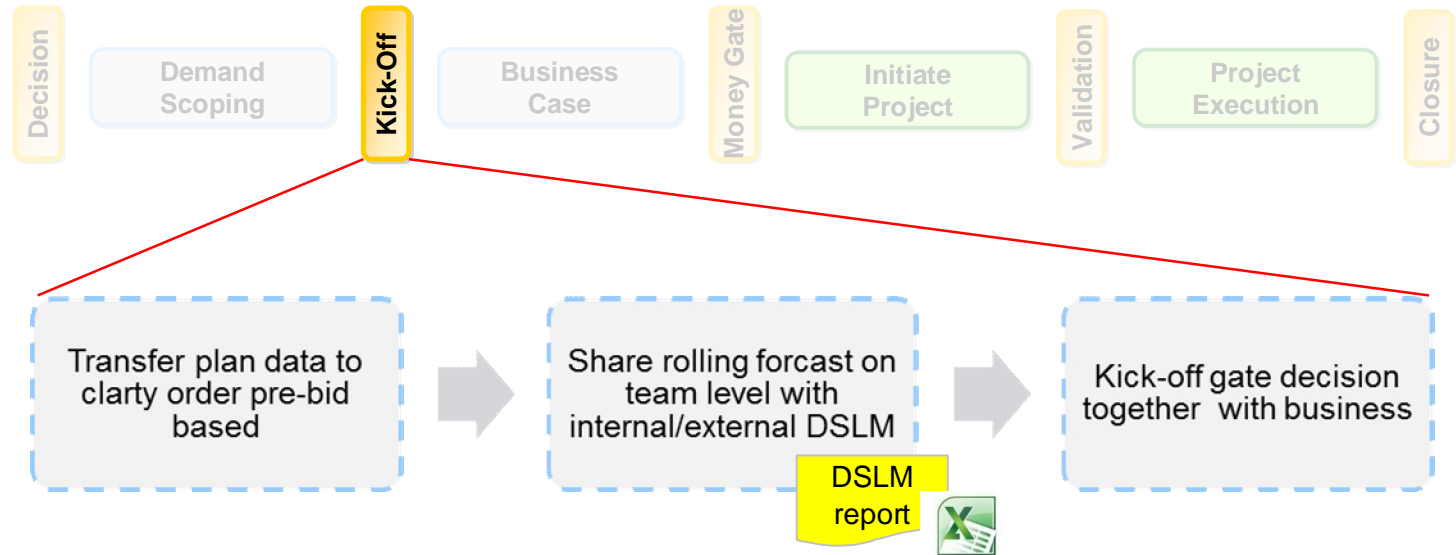 Decision
Demand
Scoping
Kick-Off
Business
Case
Money Gate
Initiate
Project
Validation
Project
Execution
Closure
Transfer plan data to
clarty order pre-bid
based
Share rolling forcast on
team level with
internal/external DSLM
Kick-off gate decision
together with business
DSLM
report
X